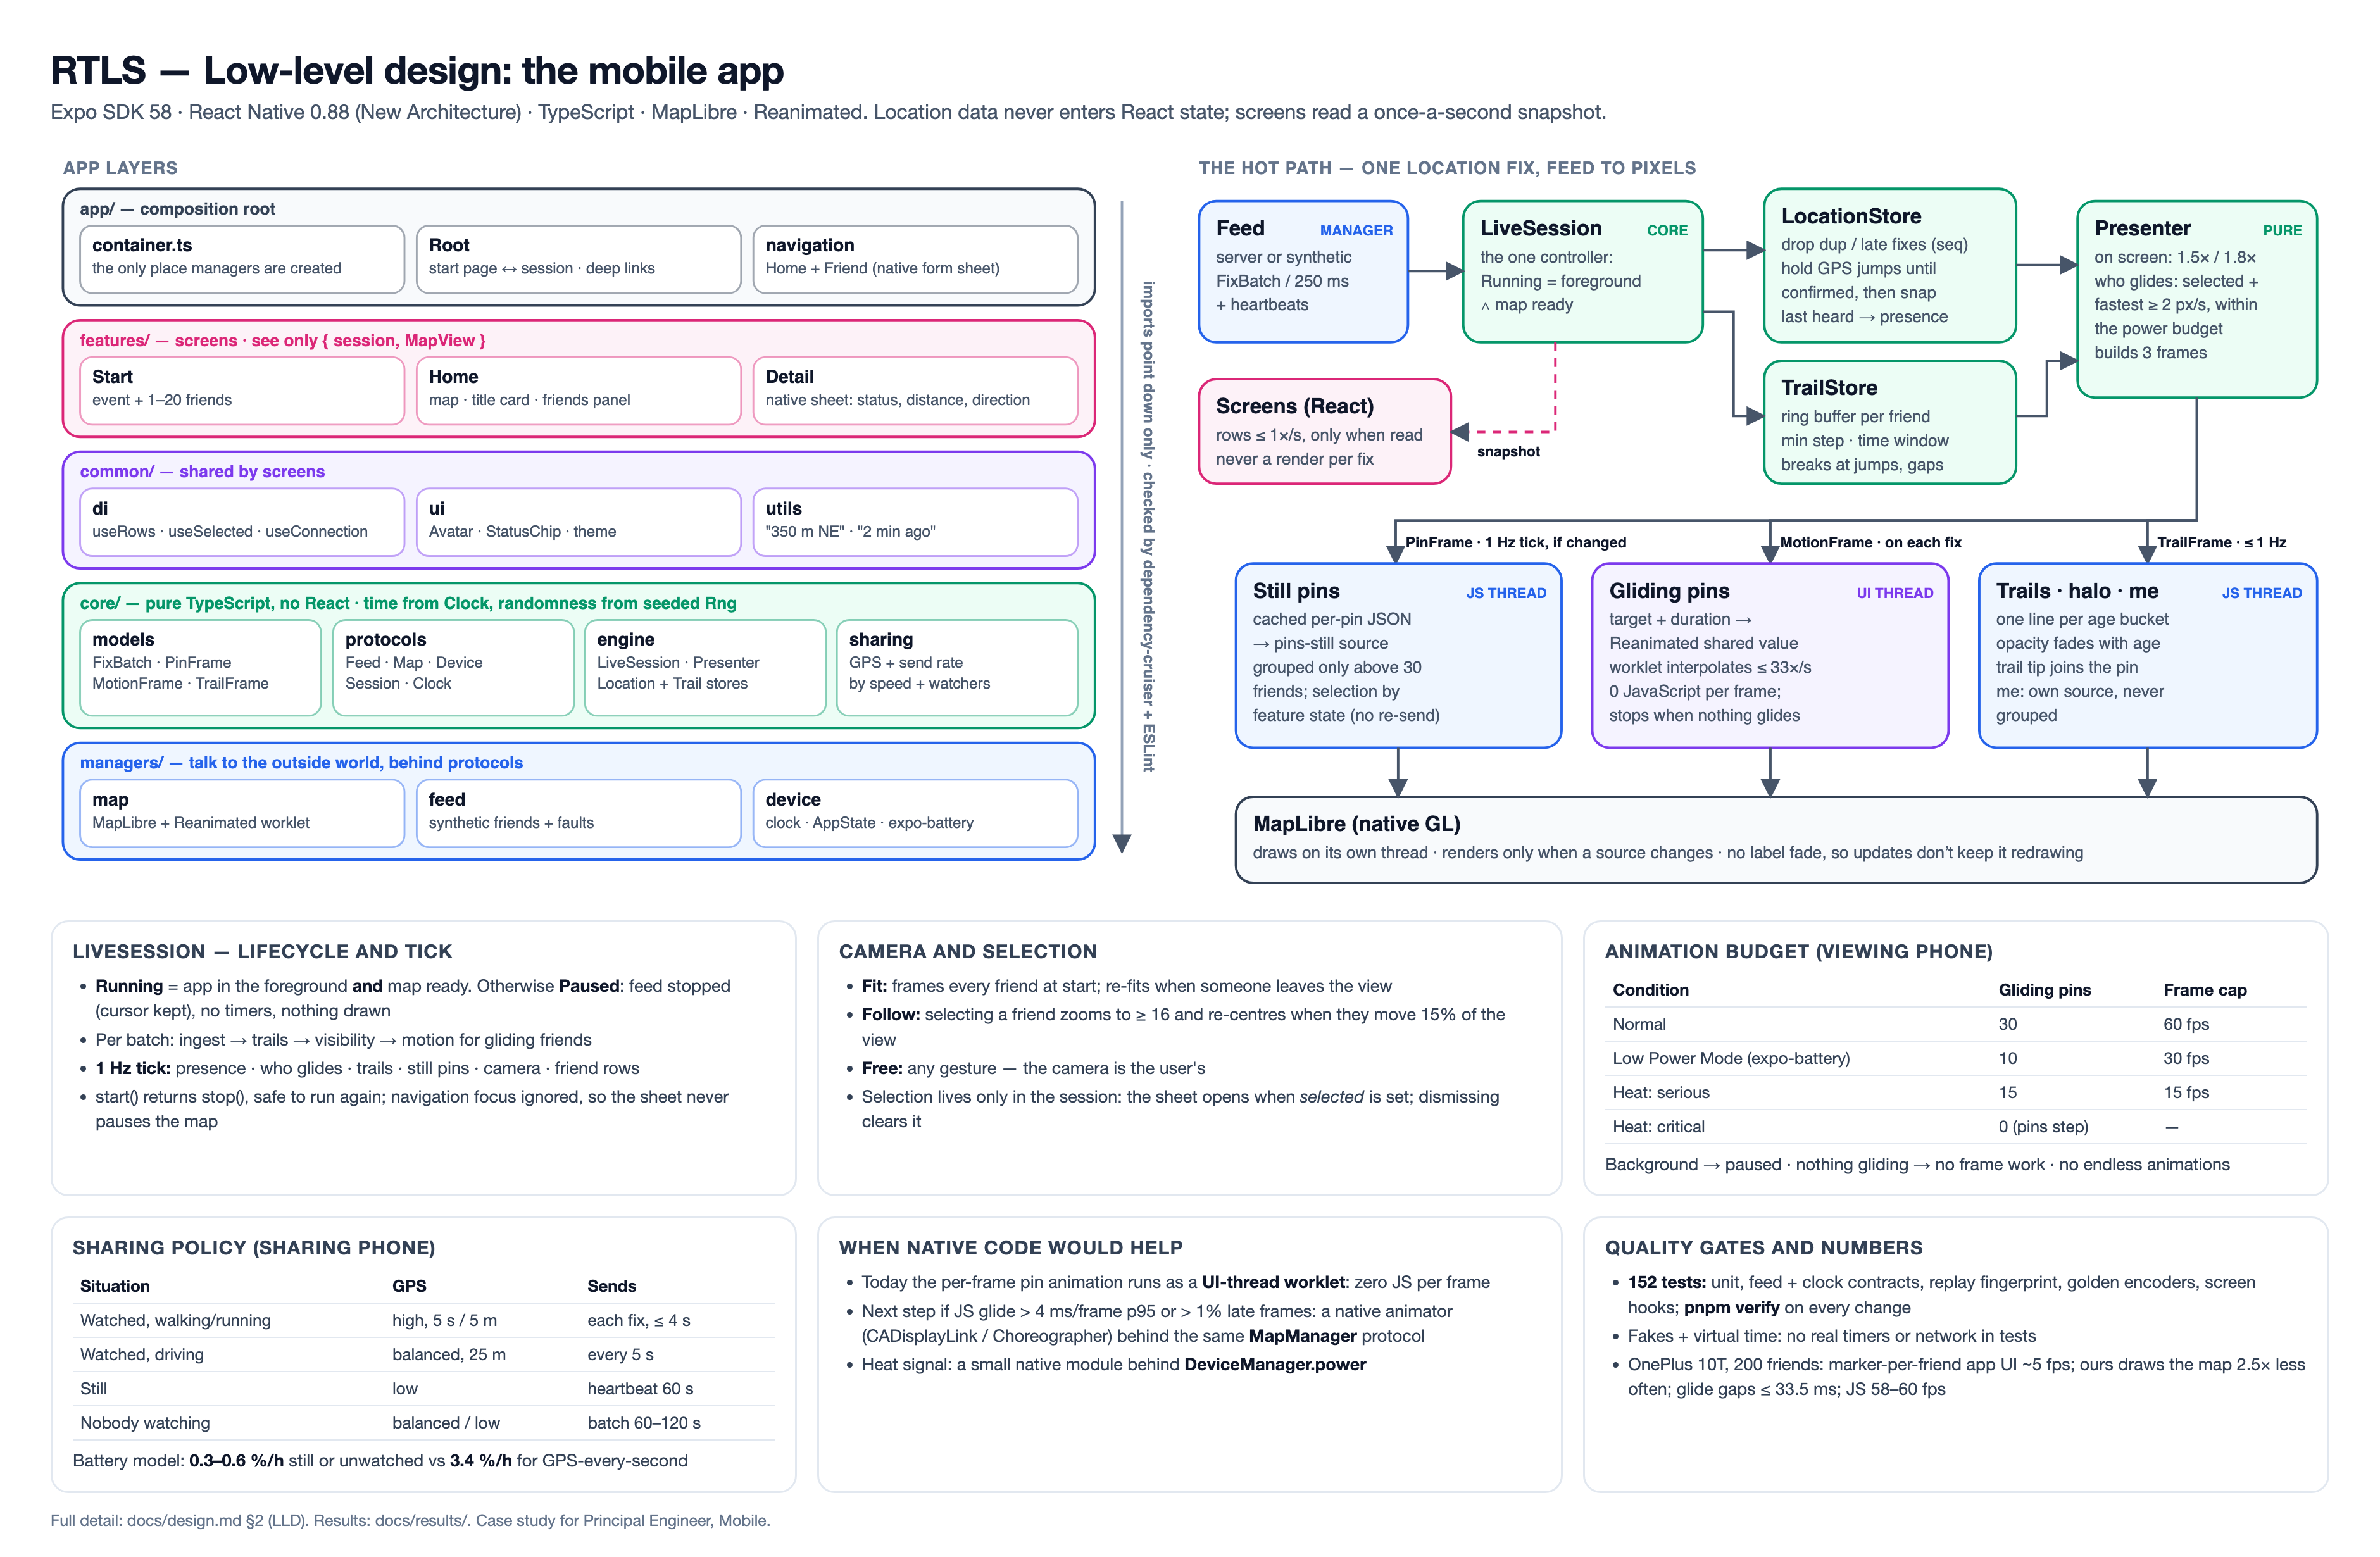 RTLS — Low-level design: the mobile app
Expo SDK 58 · React Native 0.88 (New Architecture) · TypeScript · MapLibre · Reanimated. Location data never enters React state; screens read a once-a-second snapshot.
APP LAYERS
app/ — composition root
container.ts
the only place managers are created
Root
start page ↔ session · deep links
navigation
Home + Friend (native form sheet)
features/ — screens · see only { session, MapView }
Start
event + 1–20 friends
Home
map · title card · friends panel
Detail
native sheet: status, distance, direction
common/ — shared by screens
di
useRows · useSelected · useConnection
ui
Avatar · StatusChip · theme
utils
"350 m NE" · "2 min ago"
core/ — pure TypeScript, no React · time from Clock, randomness from seeded Rng
models
FixBatch · PinFrame
MotionFrame · TrailFrame
protocols
Feed · Map · Device
Session · Clock
engine
LiveSession · Presenter
Location + Trail stores
sharing
GPS + send rate
by speed + watchers
managers/ — talk to the outside world, behind protocols
map
MapLibre + Reanimated worklet
feed
synthetic friends + faults
device
clock · AppState · expo-battery
imports point down only · checked by dependency-cruiser + ESLint
THE HOT PATH — ONE LOCATION FIX, FEED TO PIXELS
Feed MANAGER
server or synthetic
FixBatch / 250 ms
+ heartbeats
LiveSession CORE
the one controller:
Running = foreground
∧ map ready
LocationStore
drop dup / late fixes (seq)
hold GPS jumps until
confirmed, then snap
last heard → presence
Presenter PURE
on screen: 1.5× / 1.8×
who glides: selected +
fastest ≥ 2 px/s, within
the power budget
builds 3 frames
Screens (React)
rows ≤ 1×/s, only when read
never a render per fix
snapshot
TrailStore
ring buffer per friend
min step · time window
breaks at jumps, gaps
PinFrame · 1 Hz tick, if changed
MotionFrame · on each fix
TrailFrame · ≤ 1 Hz
Still pins JS THREAD
cached per-pin JSON
→ pins-still source
grouped only above 30
friends; selection by
feature state (no re-send)
Gliding pins UI THREAD
target + duration →
Reanimated shared value
worklet interpolates ≤ 33×/s
0 JavaScript per frame;
stops when nothing glides
Trails · halo · me JS THREAD
one line per age bucket
opacity fades with age
trail tip joins the pin
me: own source, never
grouped
MapLibre (native GL)
draws on its own thread · renders only when a source changes · no label fade, so updates don’t keep it redrawing
LIVESESSION — LIFECYCLE AND TICK
• Running = app in the foreground and map ready. Otherwise Paused: feed stopped
(cursor kept), no timers, nothing drawn
• Per batch: ingest → trails → visibility → motion for gliding friends
• 1 Hz tick: presence · who glides · trails · still pins · camera · friend rows
• start() returns stop(), safe to run again; navigation focus ignored, so the sheet never
pauses the map
CAMERA AND SELECTION
• Fit: frames every friend at start; re-fits when someone leaves the view
• Follow: selecting a friend zooms to ≥ 16 and re-centres when they move 15% of the
view
• Free: any gesture — the camera is the user's
• Selection lives only in the session: the sheet opens when selected is set; dismissing
clears it
ANIMATION BUDGET (VIEWING PHONE)
Condition Gliding pins Frame cap
Normal 30 60 fps
Low Power Mode (expo-battery) 10 30 fps
Heat: serious 15 15 fps
Heat: critical 0 (pins step) —
Background → paused · nothing gliding → no frame work · no endless animations
SHARING POLICY (SHARING PHONE)
Situation GPS Sends
Watched, walking/running high, 5 s / 5 m each fix, ≤ 4 s
Watched, driving balanced, 25 m every 5 s
Still low heartbeat 60 s
Nobody watching balanced / low batch 60–120 s
Battery model: 0.3–0.6 %/h still or unwatched vs 3.4 %/h for GPS-every-second
WHEN NATIVE CODE WOULD HELP
• Today the per-frame pin animation runs as a UI-thread worklet: zero JS per frame
• Next step if JS glide > 4 ms/frame p95 or > 1% late frames: a native animator
(CADisplayLink / Choreographer) behind the same MapManager protocol
• Heat signal: a small native module behind DeviceManager.power
QUALITY GATES AND NUMBERS
• 152 tests: unit, feed + clock contracts, replay fingerprint, golden encoders, screen
hooks; pnpm verify on every change
• Fakes + virtual time: no real timers or network in tests
• OnePlus 10T, 200 friends: marker-per-friend app UI ~5 fps; ours draws the map 2.5× less
often; glide gaps ≤ 33.5 ms; JS 58–60 fps
Full detail: docs/design.md §2 (LLD). Results: docs/results/. Case study for Principal Engineer, Mobile.